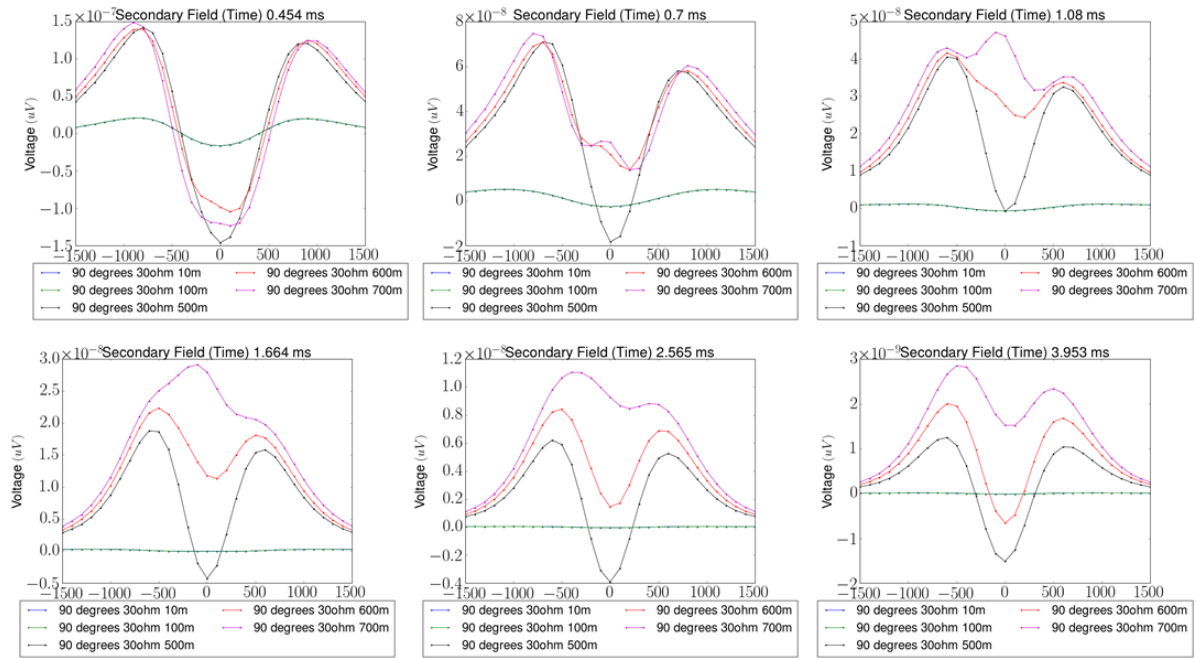 1.5 ×10⁻⁷ Secondary Field (Time) 0.454 ms
1.0
0.5
0.0
−0.5
−1.0
−1.5
Voltage (uV)
−1500 −1000 −500 0 500 1000 1500
90 degrees 30ohm 10m
90 degrees 30ohm 100m
90 degrees 30ohm 500m
90 degrees 30ohm 600m
90 degrees 30ohm 700m
8 ×10⁻⁸ Secondary Field (Time) 0.7 ms
6
4
2
0
−2
Voltage (uV)
−1500 −1000 −500 0 500 1000 1500
90 degrees 30ohm 10m
90 degrees 30ohm 100m
90 degrees 30ohm 500m
90 degrees 30ohm 600m
90 degrees 30ohm 700m
5 ×10⁻⁸ Secondary Field (Time) 1.08 ms
4
3
2
1
0
−1
Voltage (uV)
−1500 −1000 −500 0 500 1000 1500
90 degrees 30ohm 10m
90 degrees 30ohm 100m
90 degrees 30ohm 500m
90 degrees 30ohm 600m
90 degrees 30ohm 700m
3.0 ×10⁻⁸ Secondary Field (Time) 1.664 ms
2.5
2.0
1.5
1.0
0.5
0.0
−0.5
Voltage (uV)
−1500 −1000 −500 0 500 1000 1500
90 degrees 30ohm 10m
90 degrees 30ohm 100m
90 degrees 30ohm 500m
90 degrees 30ohm 600m
90 degrees 30ohm 700m
1.2 ×10⁻⁸ Secondary Field (Time) 2.565 ms
1.0
0.8
0.6
0.4
0.2
0.0
−0.2
−0.4
Voltage (uV)
−1500 −1000 −500 0 500 1000 1500
90 degrees 30ohm 10m
90 degrees 30ohm 100m
90 degrees 30ohm 500m
90 degrees 30ohm 600m
90 degrees 30ohm 700m
3 ×10⁻⁹ Secondary Field (Time) 3.953 ms
2
1
0
−1
−2
Voltage (uV)
−1500 −1000 −500 0 500 1000 1500
90 degrees 30ohm 10m
90 degrees 30ohm 100m
90 degrees 30ohm 500m
90 degrees 30ohm 600m
90 degrees 30ohm 700m